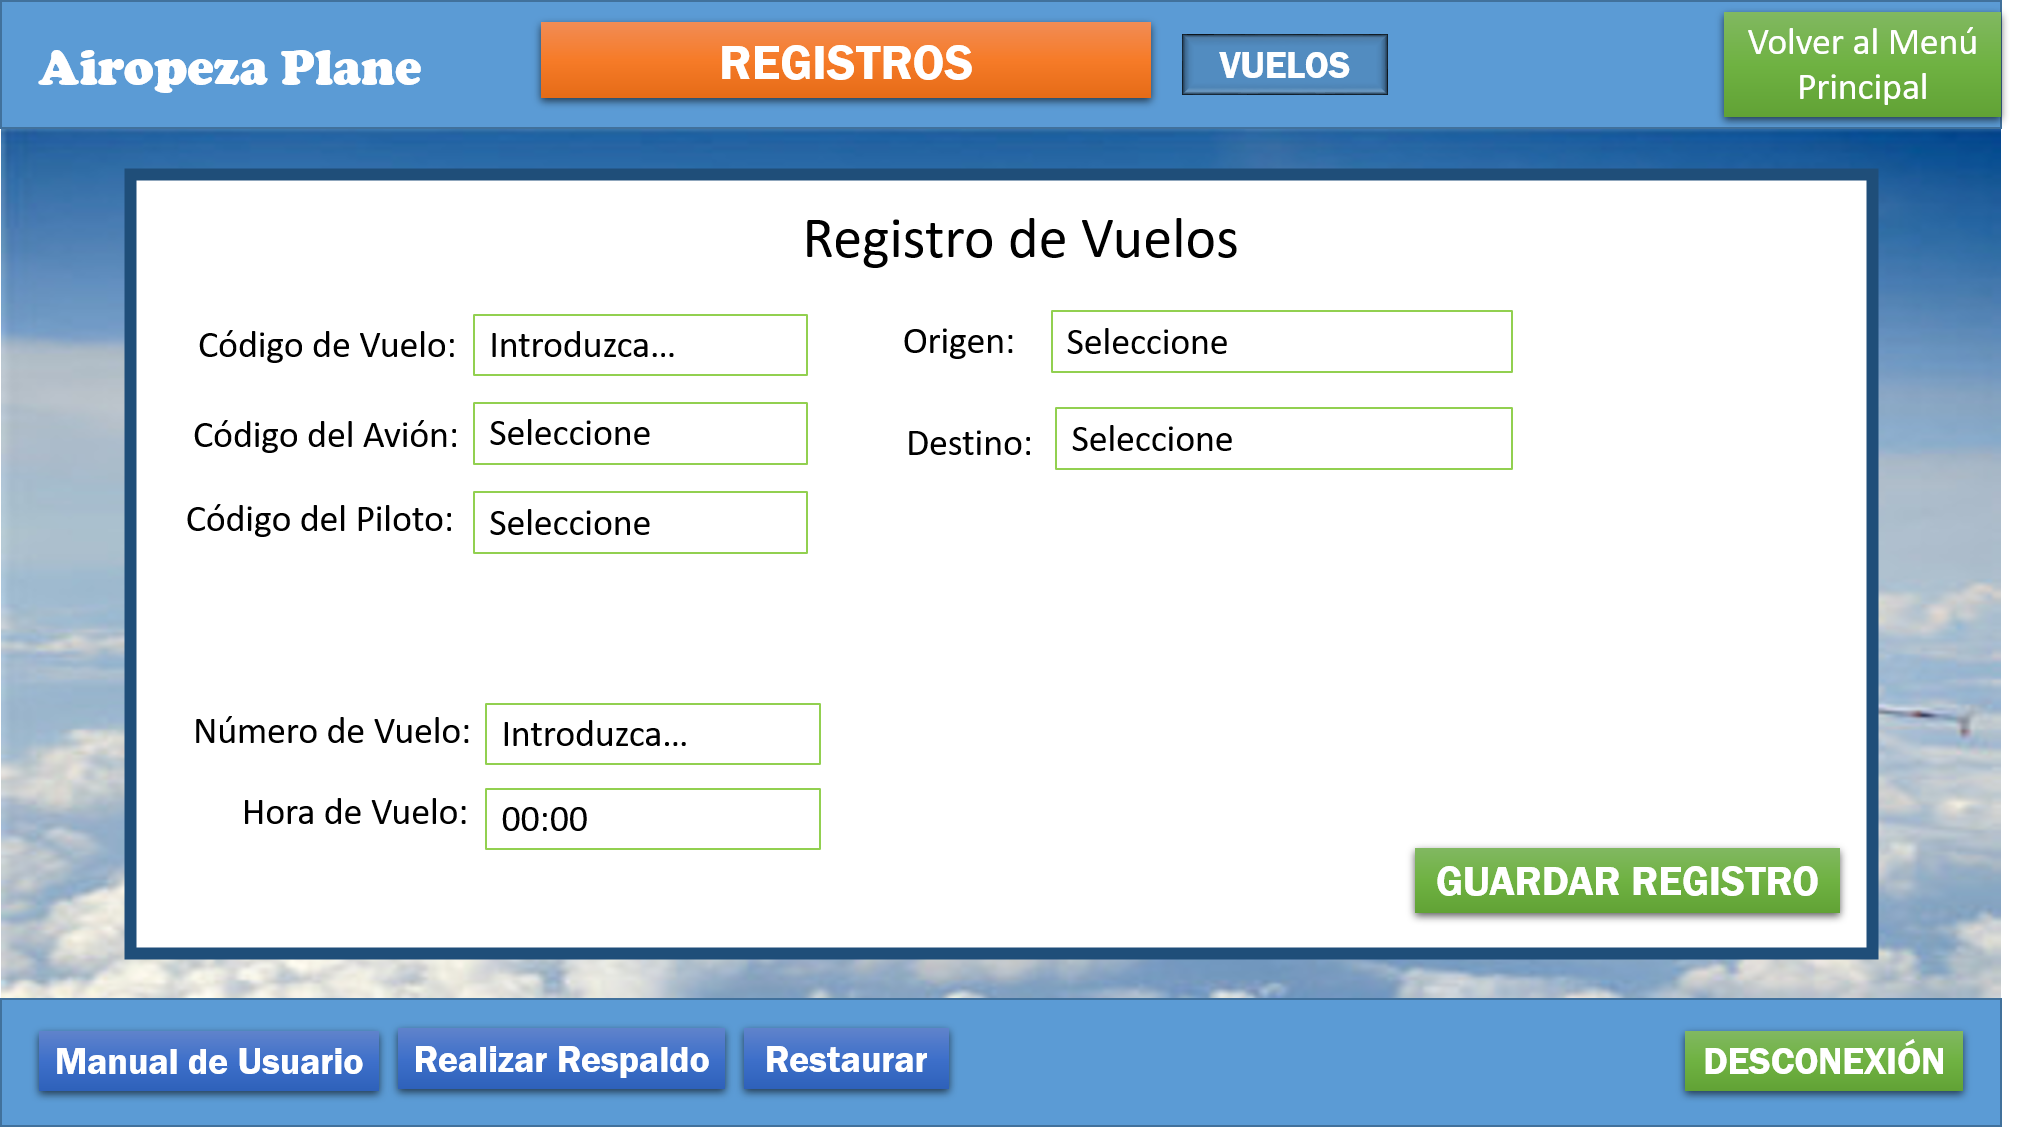 Airopeza Plane
REGISTROS
VUELOS
Volver al Menú
Principal
Registro de Vuelos
Código de Vuelo: Introduzca...
Origen: Seleccione
Código del Avión: Seleccione
Destino: Seleccione
Código del Piloto: Seleccione
Número de Vuelo: Introduzca...
Hora de Vuelo: 00:00
GUARDAR REGISTRO
Manual de Usuario
Realizar Respaldo
Restaurar
DESCONEXIÓN